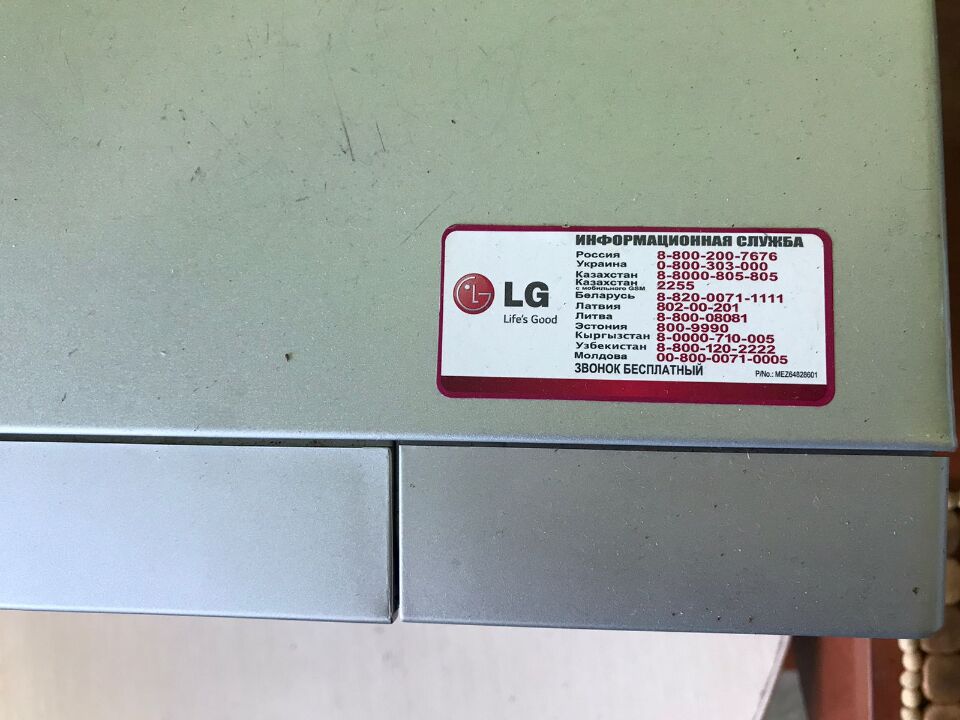 LG
Life's Good
ИНФОРМАЦИОННАЯ СЛУЖБА
Россия 8-800-200-7676
Украина 0-800-303-000
Казахстан 8-8000-805-805
Казахстан 2255
с мобильного GSM
Беларусь 8-820-0071-1111
Латвия 802-00-201
Литва 8-800-08081
Эстония 800-9990
Кыргызстан 8-0000-710-005
Узбекистан 8-800-120-2222
Молдова 00-800-0071-0005
ЗВОНОК БЕСПЛАТНЫЙ
P/No.: MEZ64828601